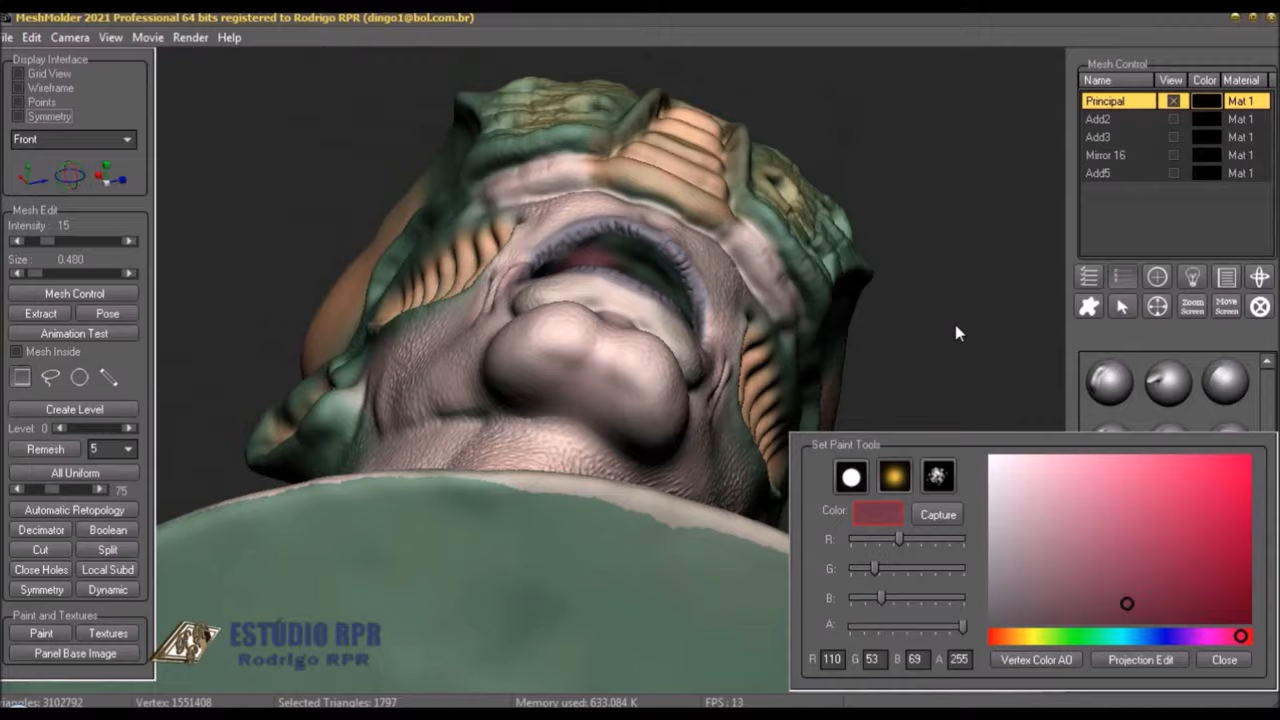 MeshMolder 2021 Professional 64 bits registered to Rodrigo RPR (dingo1@bol.com.br)
ile Edit Camera View Movie Render Help
Display Interface
Grid View
Wireframe
Points
Symmetry
Front
Mesh Edit
Intensity : 15
Size : 0.480
Mesh Control
Extract Pose
Animation Test
Mesh Inside
Create Level
Level: 0
Remesh 5
All Uniform
75
Automatic Retopology
Decimator Boolean
Cut Split
Close Holes Local Subd
Symmetry Dynamic
Paint and Textures
Paint Textures
Panel Base Image
ESTÚDIO RPR
Rodrigo RPR
Mesh Control
Name View Color Material
Principal Mat 1
Add2 Mat 1
Add3 Mat 1
Mirror 16 Mat 1
Add5 Mat 1
Zoom Screen
Move Screen
Set Paint Tools
Color: Capture
R:
G:
B:
A:
R 110 G 53 B 69 A 255
Vertex Color AO Projection Edit Close
iangles: 3102792 Vertex: 1551408 Selected Triangles: 1797 Memory used: 633.084 K FPS : 13